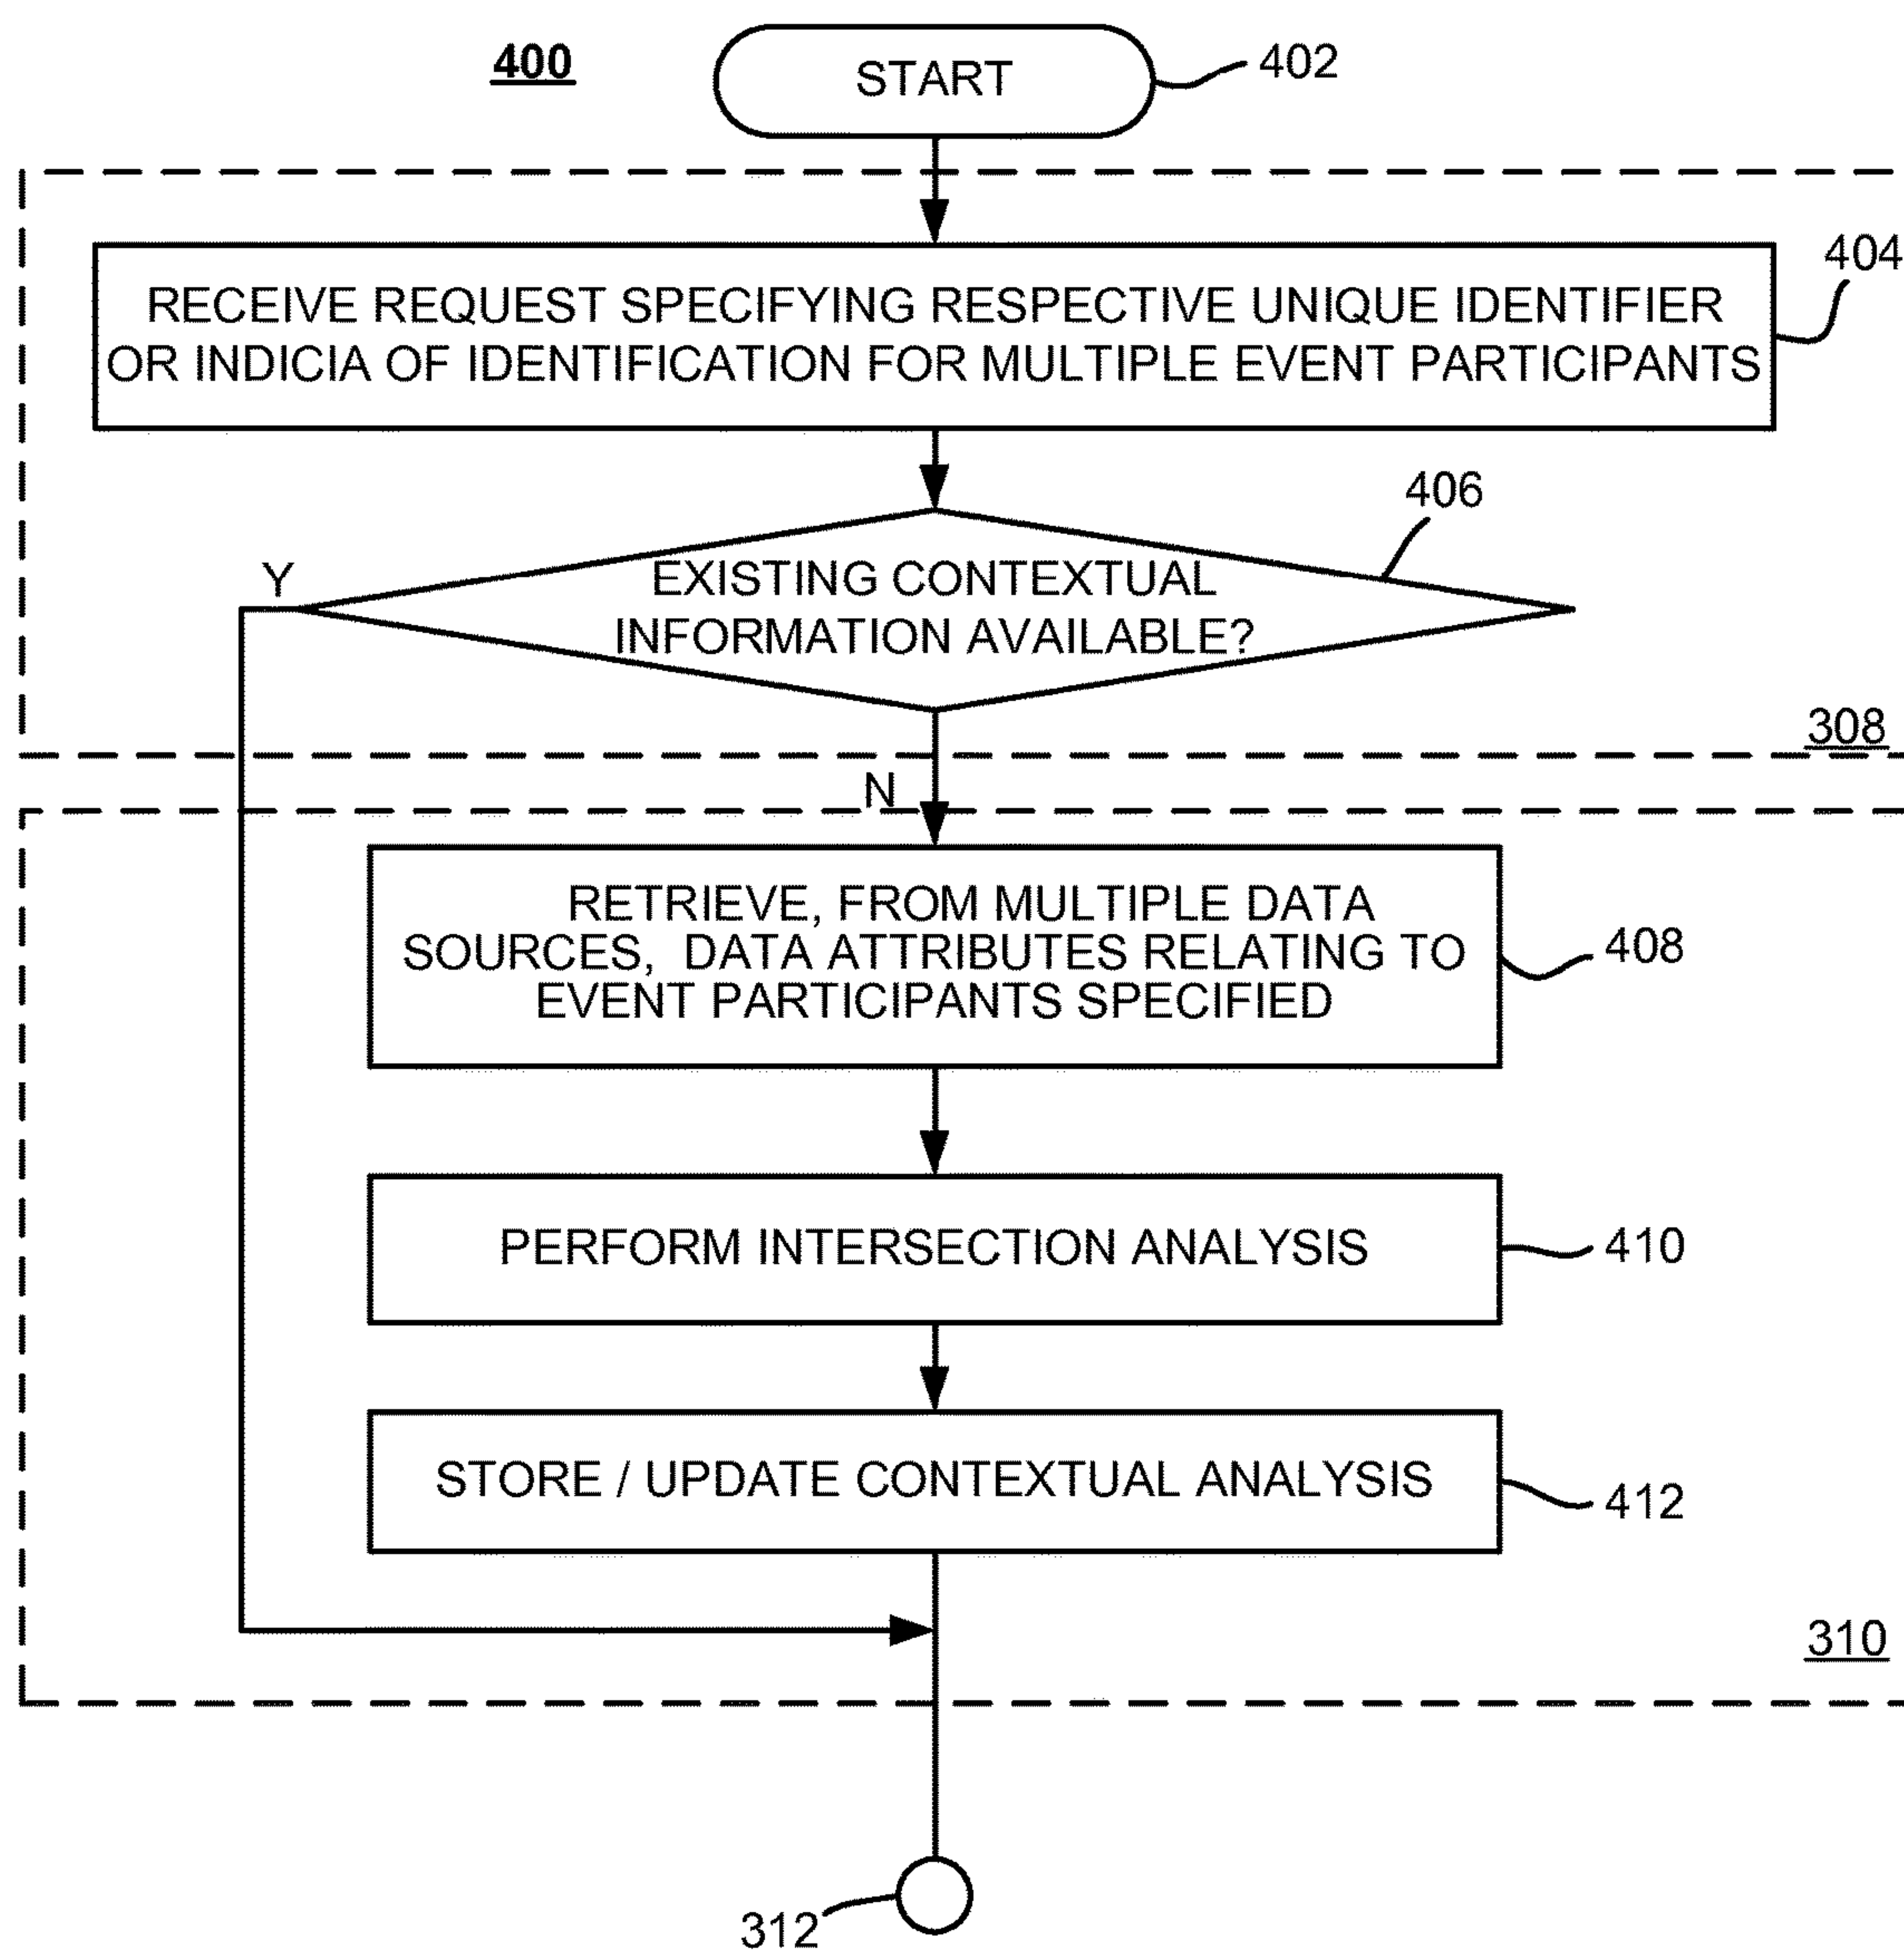 400
START
402
RECEIVE REQUEST SPECIFYING RESPECTIVE UNIQUE IDENTIFIER
OR INDICIA OF IDENTIFICATION FOR MULTIPLE EVENT PARTICIPANTS
404
406
Y
EXISTING CONTEXTUAL
INFORMATION AVAILABLE?
308
N
RETRIEVE, FROM MULTIPLE DATA
SOURCES, DATA ATTRIBUTES RELATING TO
EVENT PARTICIPANTS SPECIFIED
408
PERFORM INTERSECTION ANALYSIS
410
STORE / UPDATE CONTEXTUAL ANALYSIS
412
310
312